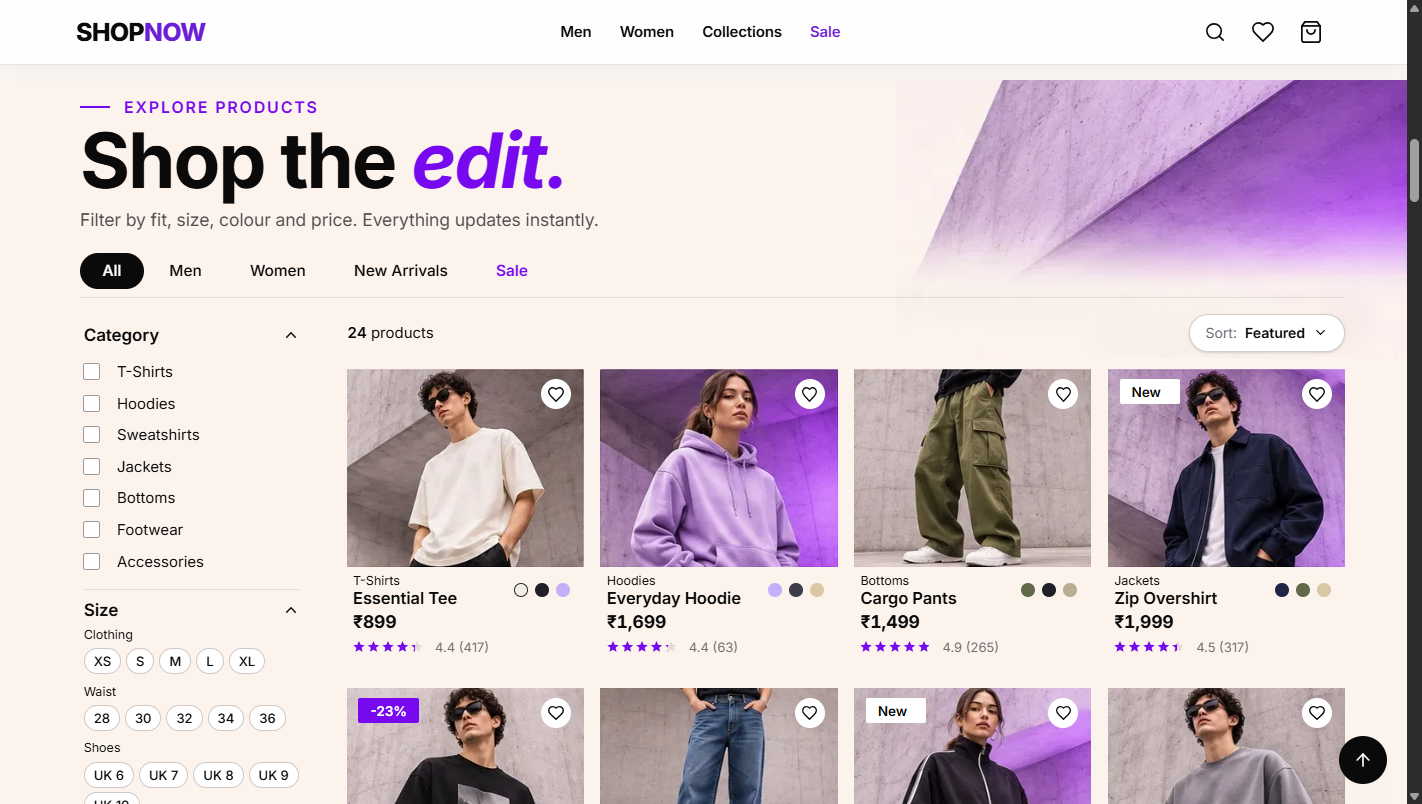 SHOPNOW
Men Women Collections Sale
EXPLORE PRODUCTS
Shop the edit.
Filter by fit, size, colour and price. Everything updates instantly.
All Men Women New Arrivals Sale
Category
T-Shirts
Hoodies
Sweatshirts
Jackets
Bottoms
Footwear
Accessories
Size
Clothing
XS S M L XL
Waist
28 30 32 34 36
Shoes
UK 6 UK 7 UK 8 UK 9
UK 10
24 products
Sort: Featured
T-Shirts
Essential Tee
₹899
4.4 (417)
Hoodies
Everyday Hoodie
₹1,699
4.4 (63)
Bottoms
Cargo Pants
₹1,499
4.9 (265)
New
Jackets
Zip Overshirt
₹1,999
4.5 (317)
-23%
New